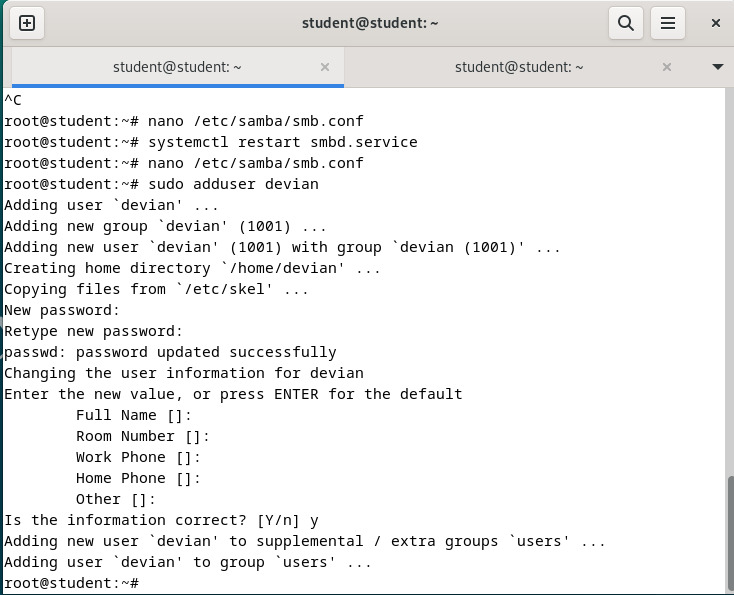 student@student: ~
student@student: ~
student@student: ~
^C
root@student:~# nano /etc/samba/smb.conf
root@student:~# systemctl restart smbd.service
root@student:~# nano /etc/samba/smb.conf
root@student:~# sudo adduser devian
Adding user `devian' ...
Adding new group `devian' (1001) ...
Adding new user `devian' (1001) with group `devian (1001)' ...
Creating home directory `/home/devian' ...
Copying files from `/etc/skel' ...
New password:
Retype new password:
passwd: password updated successfully
Changing the user information for devian
Enter the new value, or press ENTER for the default
        Full Name []:
        Room Number []:
        Work Phone []:
        Home Phone []:
        Other []:
Is the information correct? [Y/n] y
Adding new user `devian' to supplemental / extra groups `users' ...
Adding user `devian' to group `users' ...
root@student:~#